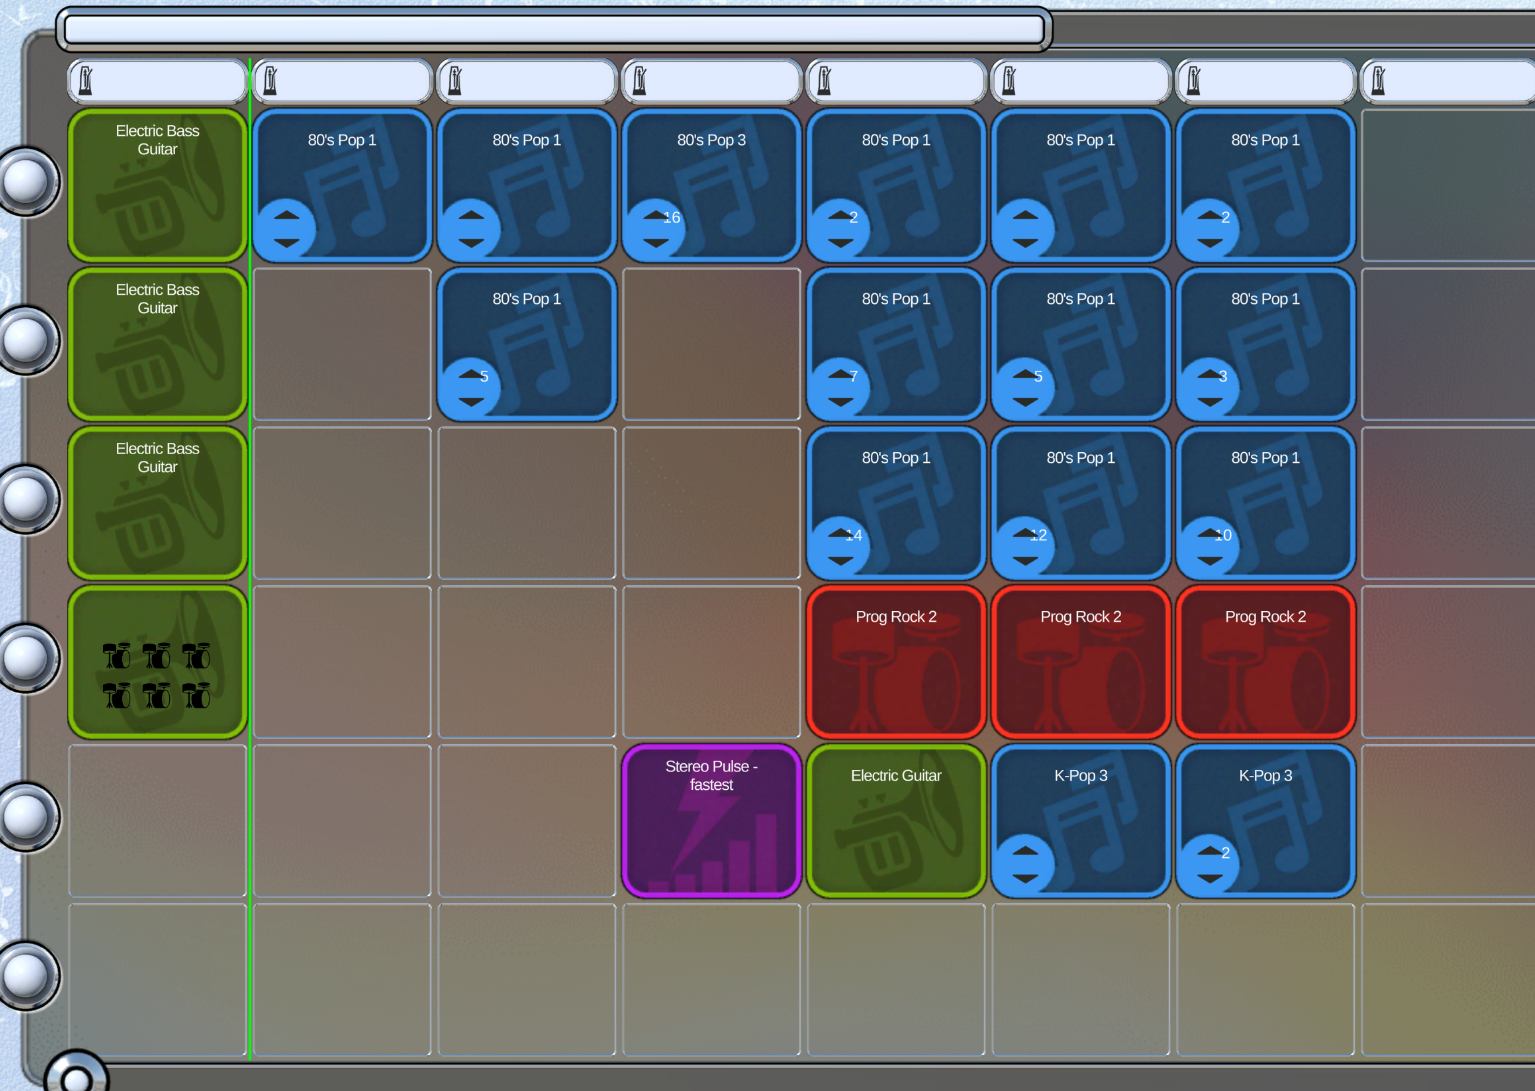 Electric Bass
Guitar
80's Pop 1
80's Pop 1
80's Pop 3
16
80's Pop 1
2
80's Pop 1
80's Pop 1
2
Electric Bass
Guitar
80's Pop 1
5
80's Pop 1
7
80's Pop 1
5
80's Pop 1
3
Electric Bass
Guitar
80's Pop 1
14
80's Pop 1
12
80's Pop 1
10
Prog Rock 2
Prog Rock 2
Prog Rock 2
Stereo Pulse -
fastest
Electric Guitar
K-Pop 3
K-Pop 3
2